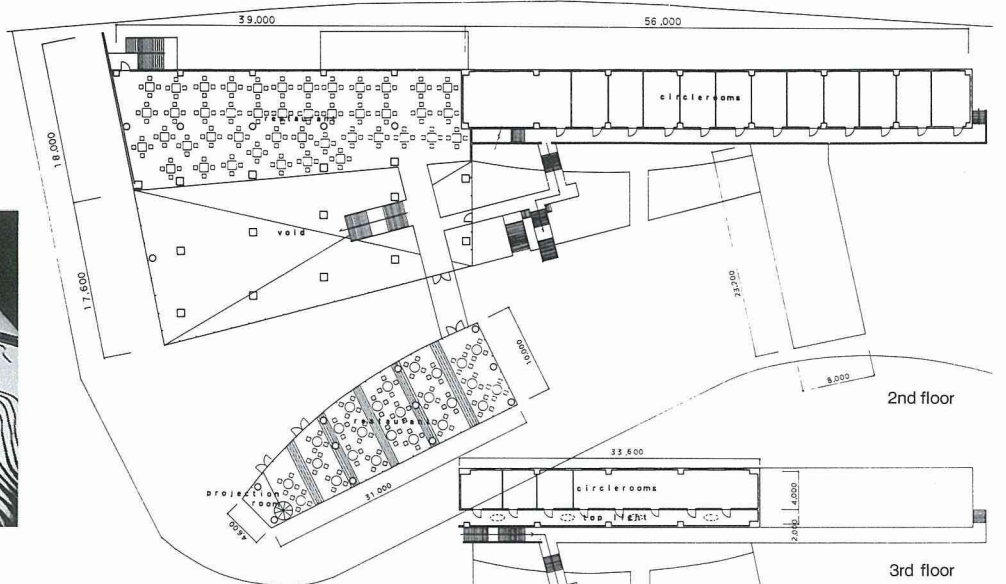 39,000
56,000
restaurant
circlerooms
18,000
void
17,600
23,200
10,000
8,000
2nd floor
restaurant
33,600
projection
room
31,000
4,600
circlerooms
4,000
top light
2,000
3rd floor